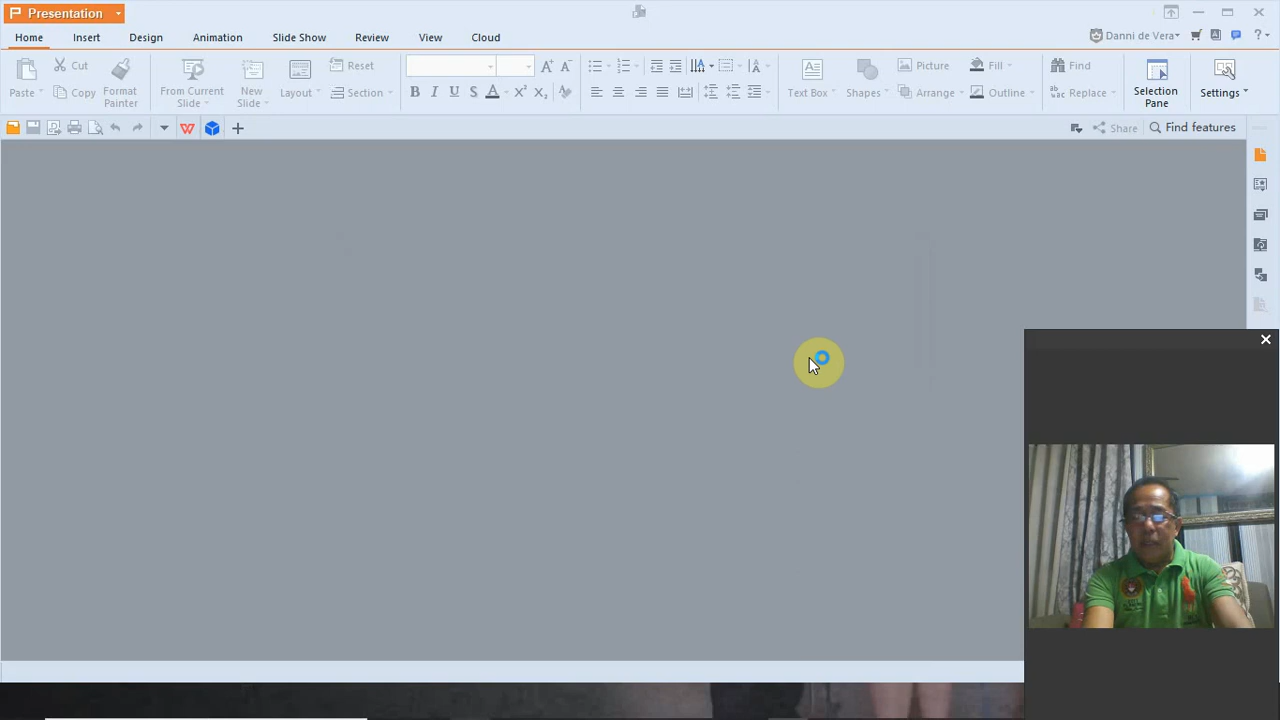 Presentation
Home Insert Design Animation Slide Show Review View Cloud
Danni de Vera
Paste Cut Copy Format Painter From Current Slide New Slide Layout Reset Section B I U S A X² X₂ A Text Box Shapes Picture Arrange Fill Outline Find Replace Selection Pane Settings
Share Find features